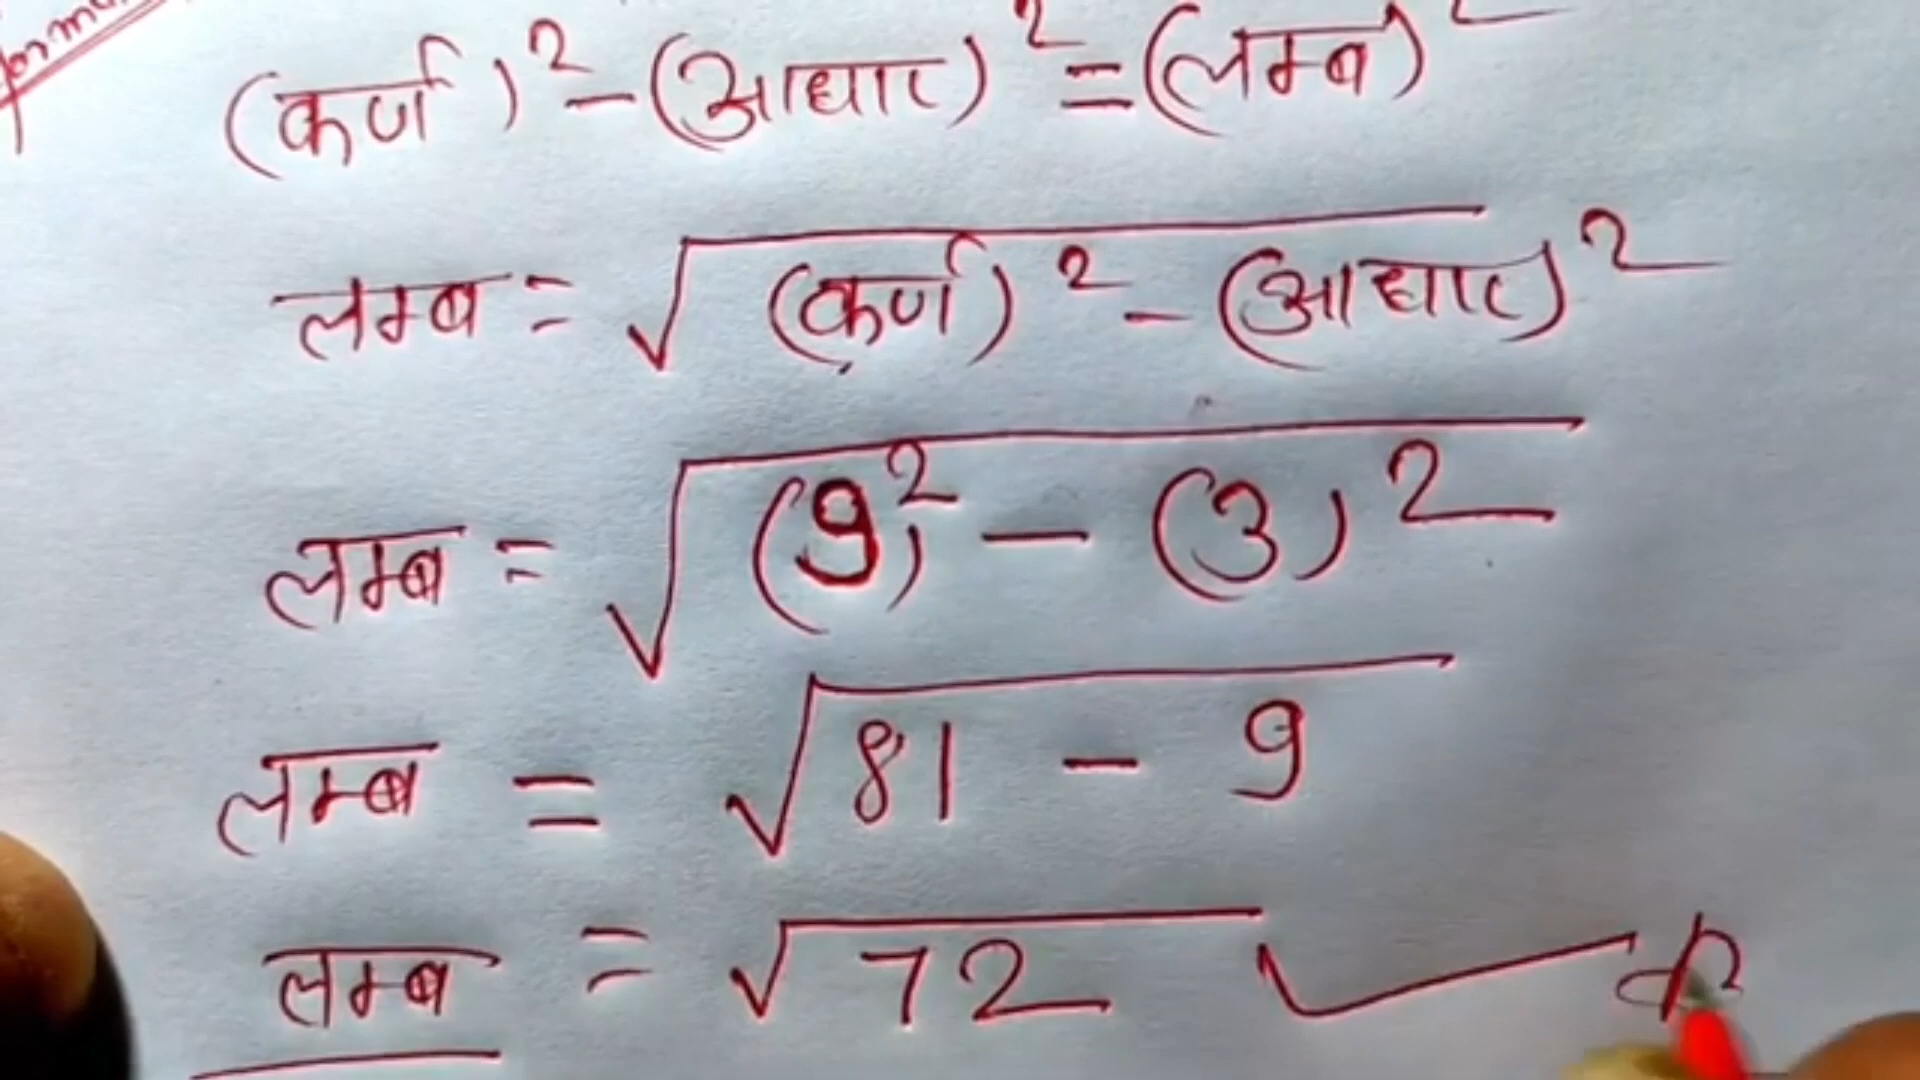 (कर्ण)² - (आधार)² = (लम्ब)²
लम्ब = √(कर्ण)² - (आधार)²
लम्ब = √(9)² - (3)²
लम्ब = √81 - 9
लम्ब = √72